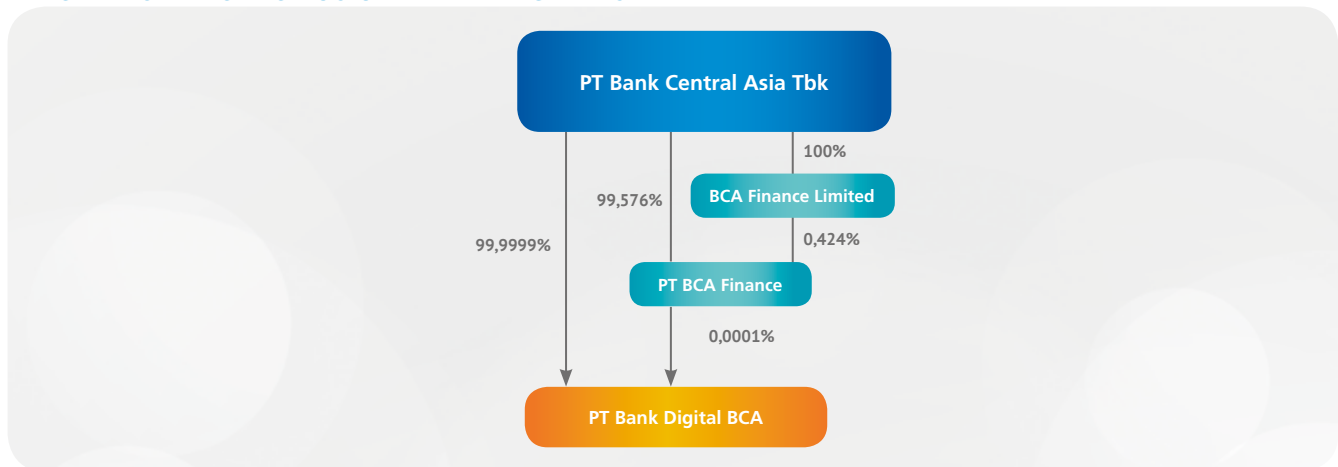 PT Bank Central Asia Tbk
100%
BCA Finance Limited
99,576%
0,424%
99,9999%
PT BCA Finance
0,0001%
PT Bank Digital BCA